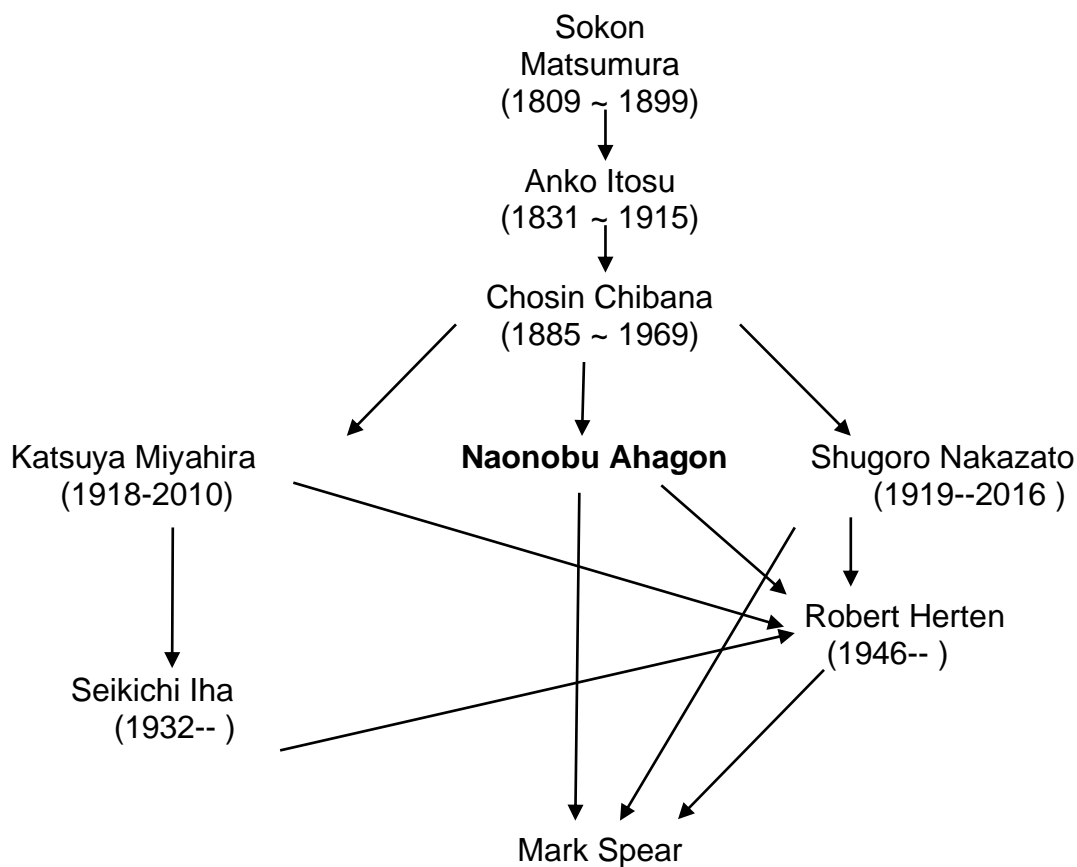 Sokon
Matsumura
(1809 ~ 1899)
Anko Itosu
(1831 ~ 1915)
Chosin Chibana
(1885 ~ 1969)
Katsuya Miyahira
(1918-2010)
Naonobu Ahagon
Shugoro Nakazato
(1919--2016 )
Robert Herten
(1946-- )
Seikichi Iha
(1932-- )
Mark Spear